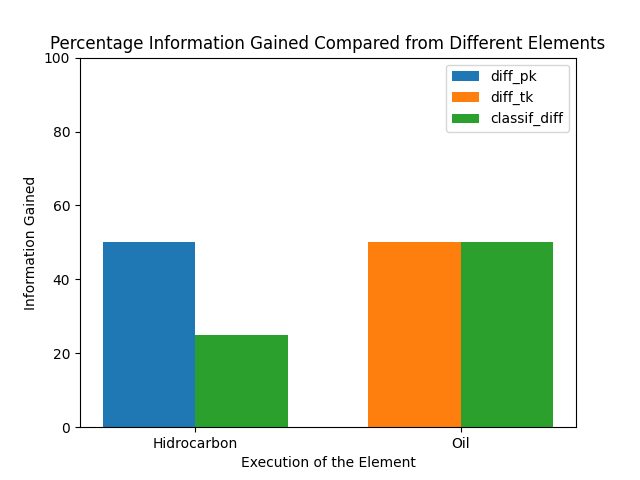 Percentage Information Gained Compared from Different Elements
diff_pk
diff_tk
classif_diff
100
80
60
40
20
0
Information Gained
Hidrocarbon
Oil
Execution of the Element